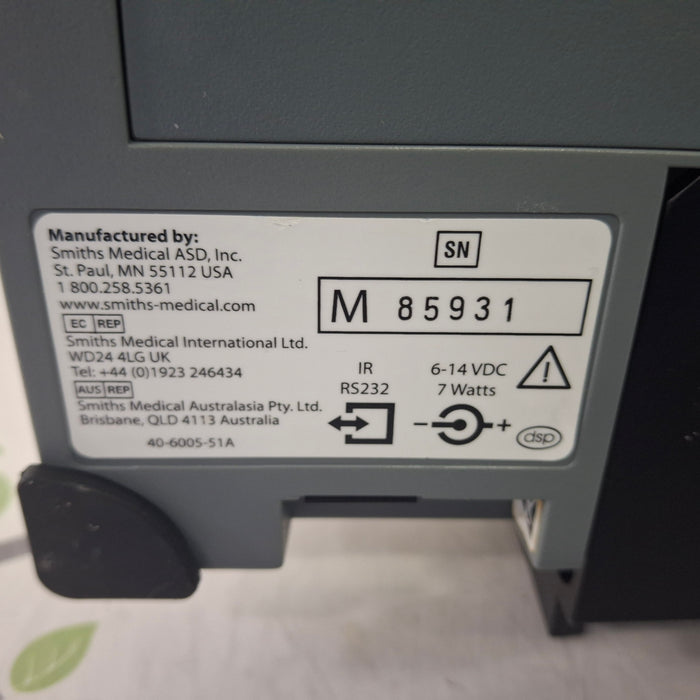 Manufactured by:
Smiths Medical ASD, Inc.
St. Paul, MN 55112 USA
1 800.258.5361
www.smiths-medical.com
EC REP
Smiths Medical International Ltd.
WD24 4LG UK
Tel: +44 (0)1923 246434
AUS REP
Smiths Medical Australasia Pty. Ltd.
Brisbane, QLD 4113 Australia
40-6005-51A
SN
M 85931
IR
RS232
6-14 VDC
7 Watts
- +
dsp